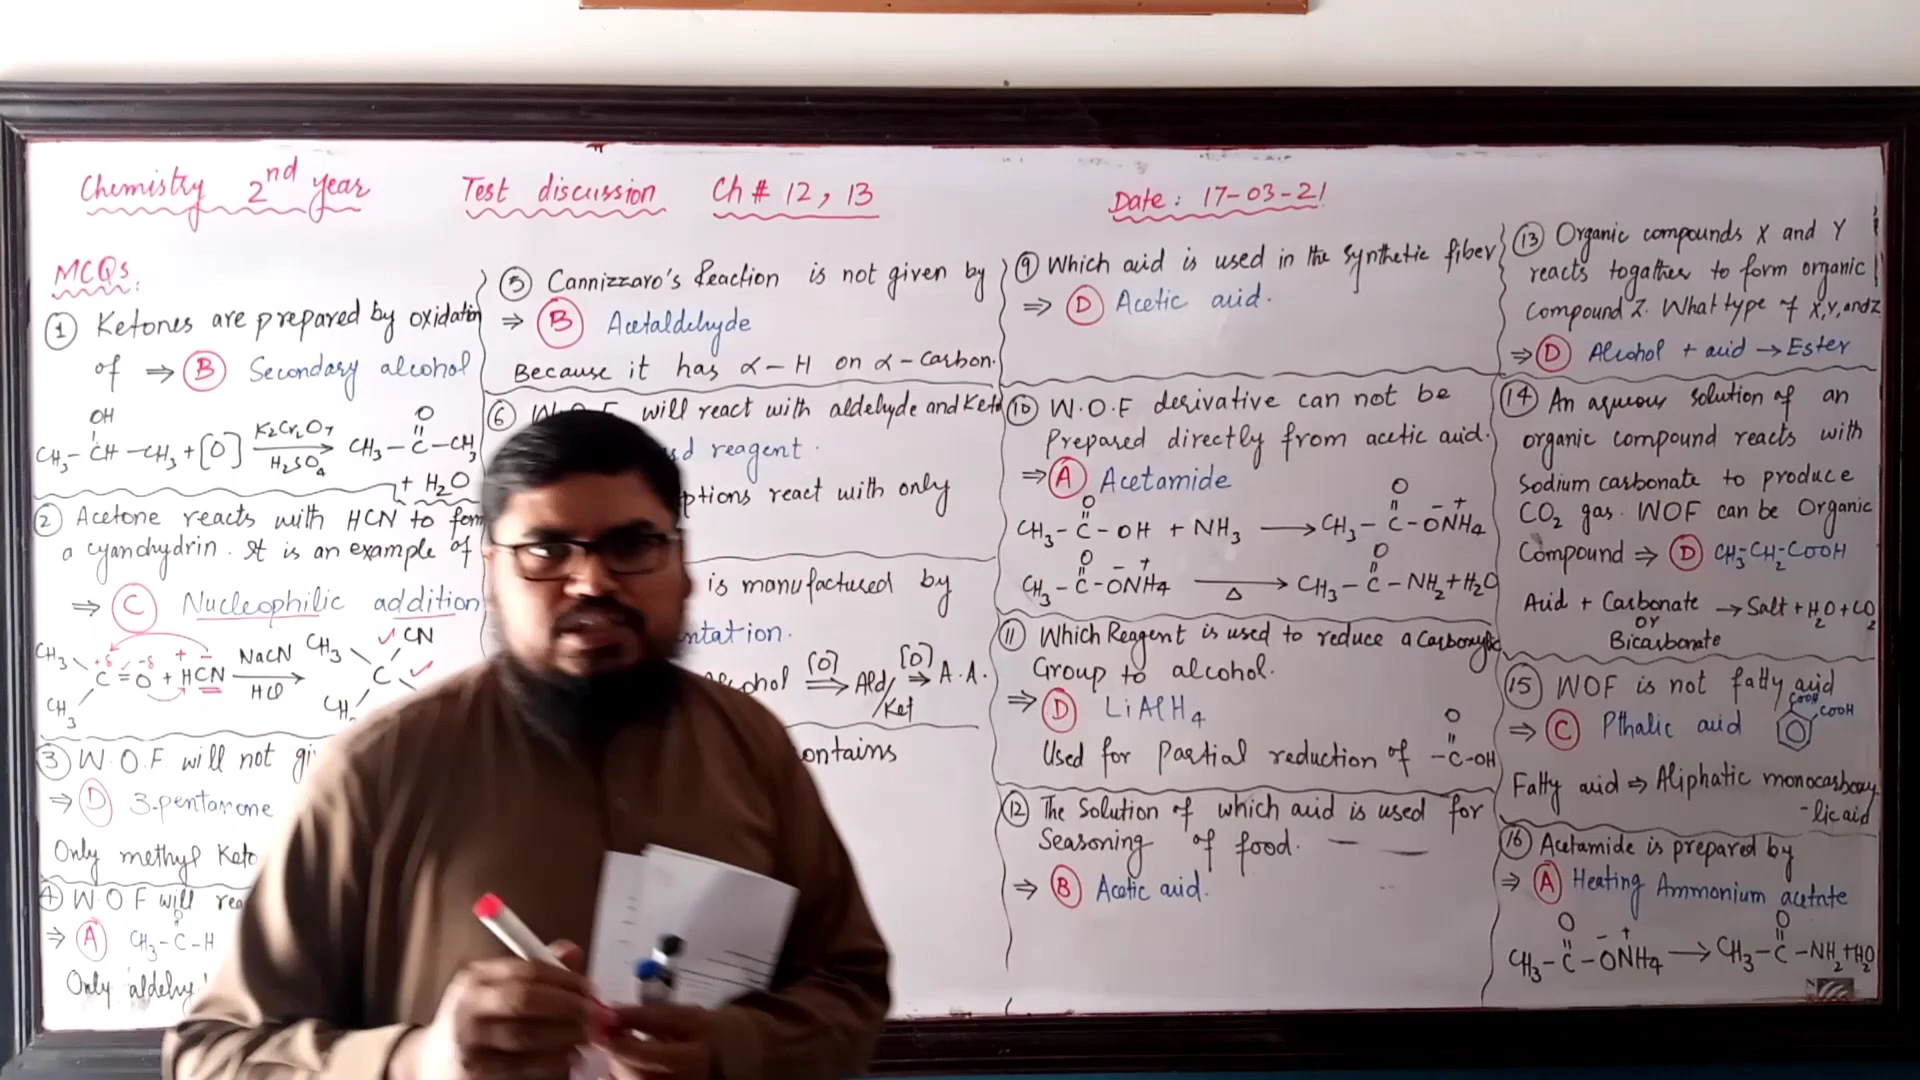 Chemistry 2nd year Test discussion Ch # 12, 13 Date: 17-03-21
MCQs:
① Ketones are prepared by oxidation
of ⇒ Ⓑ Secondary alcohol
OH
CH₃-CH-CH₃ + [O] K₂Cr₂O₇ H₂SO₄ → CH₃-C-CH₃
O
+ H₂O
② Acetone reacts with HCN to form
a cyanohydrin. It is an example of
⇒ Ⓒ Nucleophilic addition
CH₃ CH₃ C=O + HCN NaCN HCl → CH₃ C CN
CH₃
③ W.O.F will not
⇒ Ⓓ 3-pentanone
Only methyl
④ W.O.F will
⇒ Ⓐ CH₃-C-H
O
Only
⑤ Cannizzaro's Reaction is not given by
⇒ Ⓑ Acetaldehyde
Because it has α-H on α-Carbon.
⑥ W.O.F will react with aldehyde and
reagent.
react with only
is manufactured by
[O] ⇒ Ald/Ket [O] ⇒ A.A.
⑨ Which acid is used in the synthetic fiber
⇒ Ⓓ Acetic acid.
⑩ W.O.F derivative can not be
Prepared directly from acetic acid.
⇒ Ⓐ Acetamide
CH₃-C-OH + NH₃ → CH₃-C-ONH₄
O O - +
CH₃-C-ONH₄ → CH₃-C-NH₂+H₂O
O - + Δ O
⑪ Which Reagent is used to reduce a Carboxylic
Group to alcohol.
⇒ Ⓓ LiAlH₄
Used for Partial reduction of -C-OH
O
⑫ The Solution of which acid is used for
Seasoning of food.
⇒ Ⓑ Acetic acid.
⑬ Organic compounds X and Y
reacts togather to form organic
Compound Z. What type of X,Y,and Z
⇒ Ⓓ Alcohol + acid → Ester
⑭ An aqueous solution of an
organic compound reacts with
Sodium carbonate to produce
CO₂ gas. WOF can be Organic
Compound ⇒ Ⓓ CH₃-CH₂-COOH
Acid + Carbonate → Salt + H₂O + CO₂
or
Bicarbonate
⑮ WOF is not fatty acid
⇒ Ⓒ Pthalic acid COOH COOH
Fatty acid ⇒ Aliphatic monocarboxy
-lic acid
⑯ Acetamide is prepared by
⇒ Ⓐ Heating Ammonium acetate
CH₃-C-ONH₄ → CH₃-C-NH₂+H₂O
O - + O